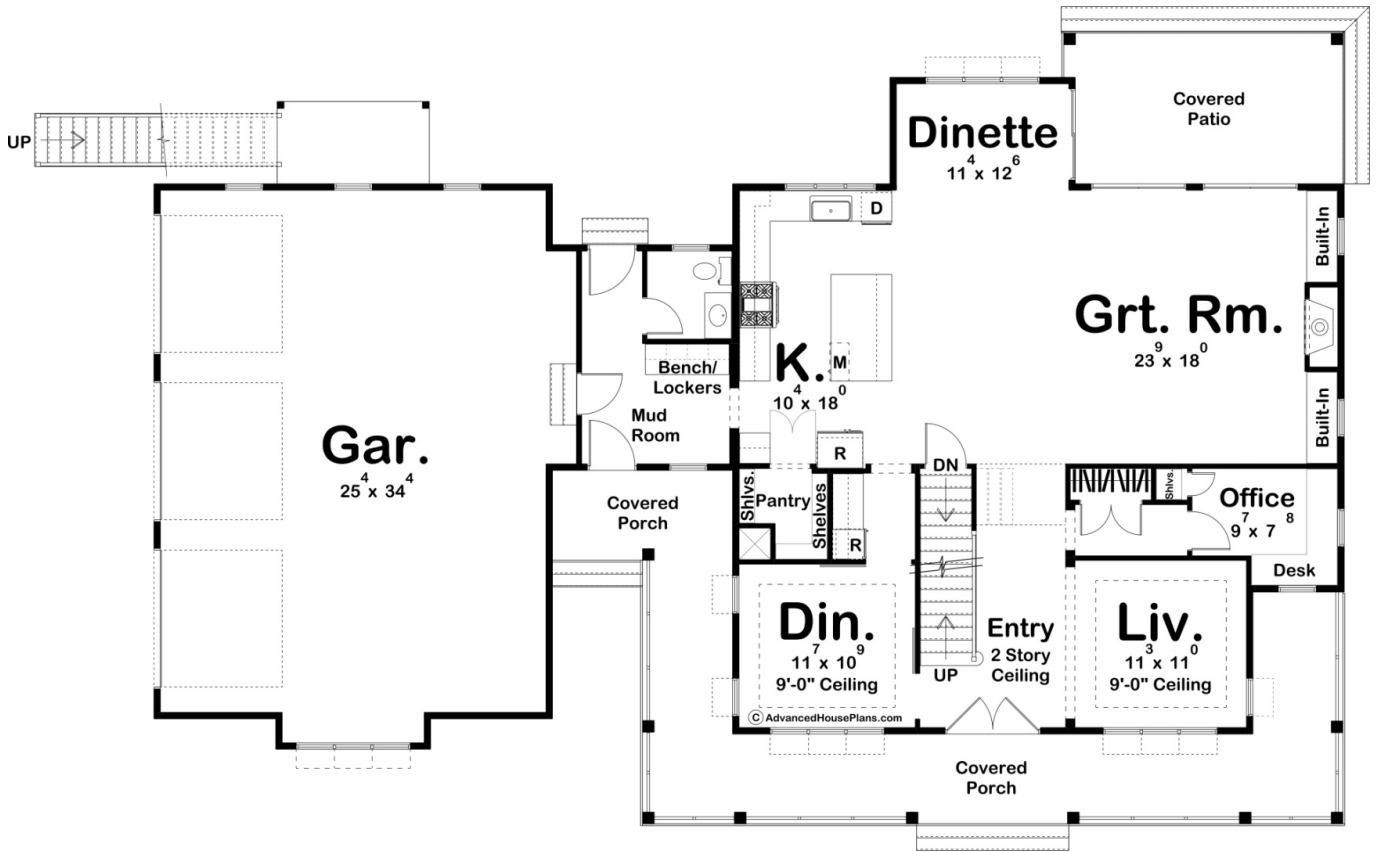 UP
Covered
Patio
Dinette
11⁴ x 12⁶
D
Built-In
Grt. Rm.
23⁹ x 18⁰
K.
10⁴ x 18⁰
M
Bench/
Lockers
Mud
Room
Built-In
Gar.
25⁴ x 34⁴
R
DN
Covered
Porch
Shlvs.
Pantry
Shelves
R
Shlvs.
Office
9⁷ x 7⁸
Desk
Din.
11⁷ x 10⁹
9'-0" Ceiling
Entry
2 Story
Ceiling
UP
Liv.
11³ x 11⁰
9'-0" Ceiling
© AdvancedHousePlans.com
Covered
Porch